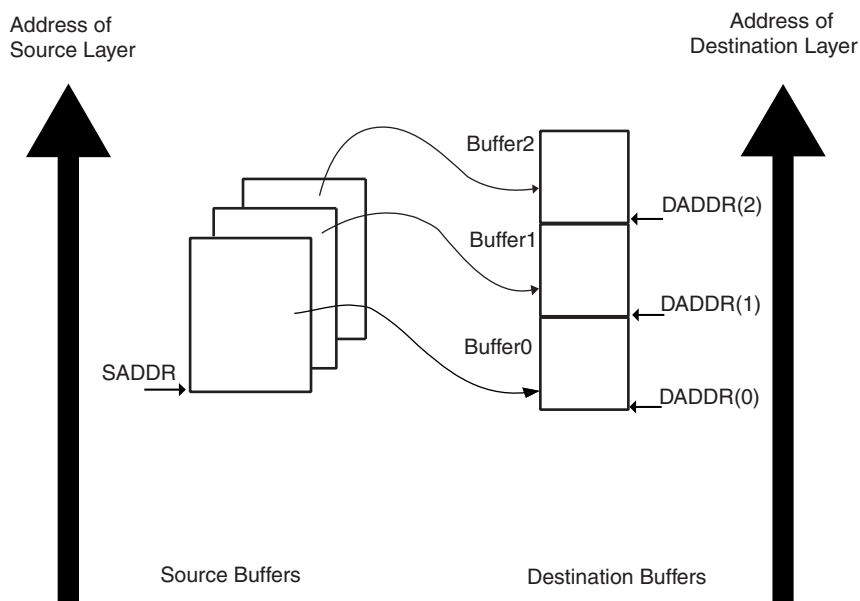 Address of
Source Layer
Address of
Destination Layer
Buffer2
DADDR(2)
Buffer1
DADDR(1)
Buffer0
SADDR
DADDR(0)
Source Buffers
Destination Buffers